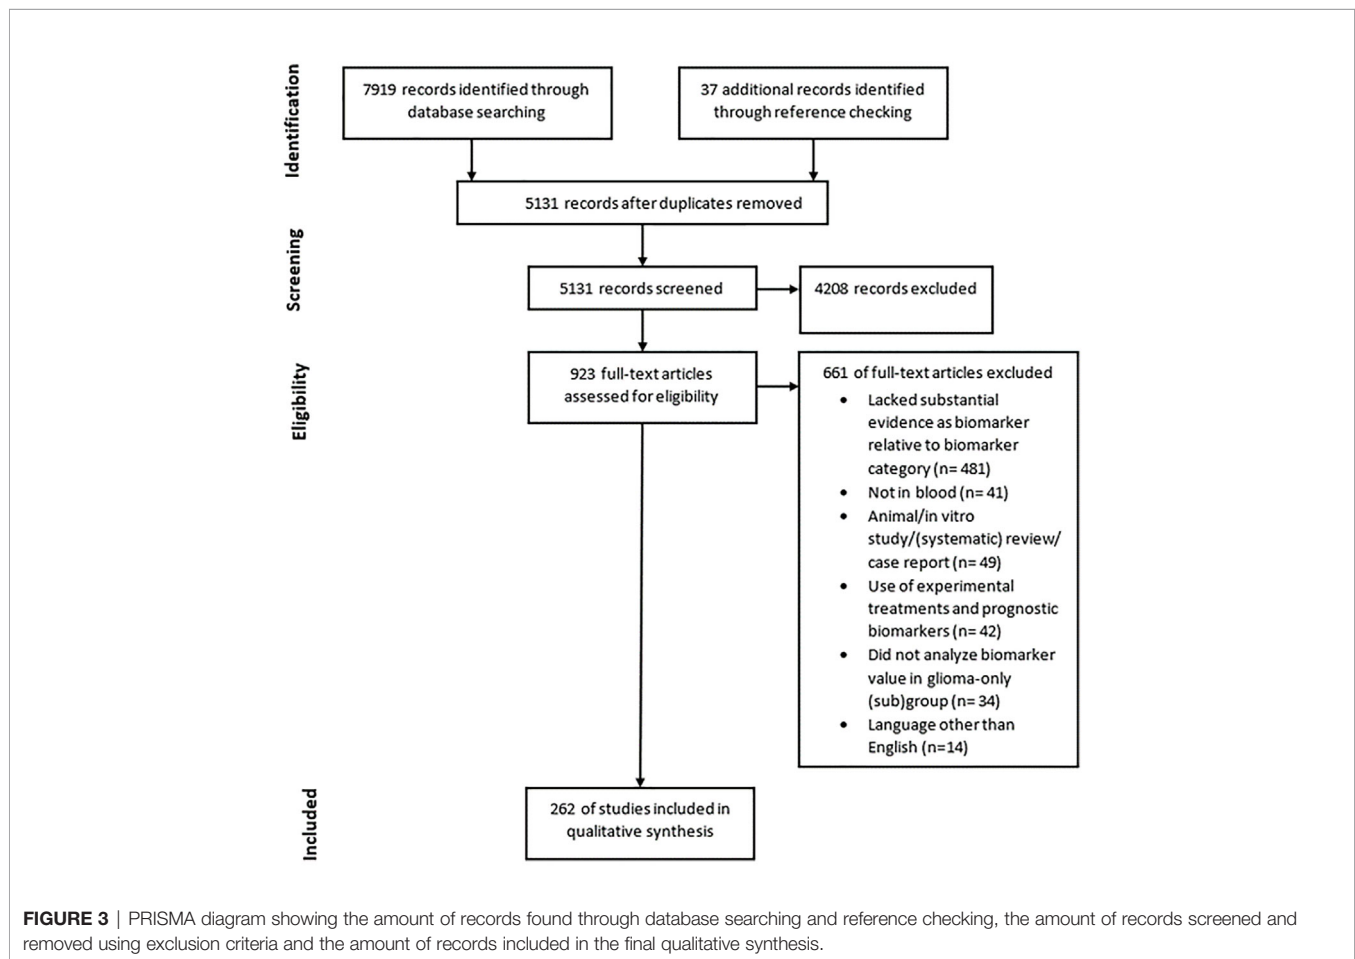 Identification
7919 records identified through
database searching
37 additional records identified
through reference checking
5131 records after duplicates removed
Screening
5131 records screened
4208 records excluded
Eligibility
923 full-text articles
assessed for eligibility
661 of full-text articles excluded
• Lacked substantial
evidence as biomarker
relative to biomarker
category (n= 481)
• Not in blood (n= 41)
• Animal/in vitro
study/(systematic) review/
case report (n= 49)
• Use of experimental
treatments and prognostic
biomarkers (n= 42)
• Did not analyze biomarker
value in glioma-only
(sub)group (n= 34)
• Language other than
English (n=14)
Included
262 of studies included in
qualitative synthesis
FIGURE 3 | PRISMA diagram showing the amount of records found through database searching and reference checking, the amount of records screened and
removed using exclusion criteria and the amount of records included in the final qualitative synthesis.